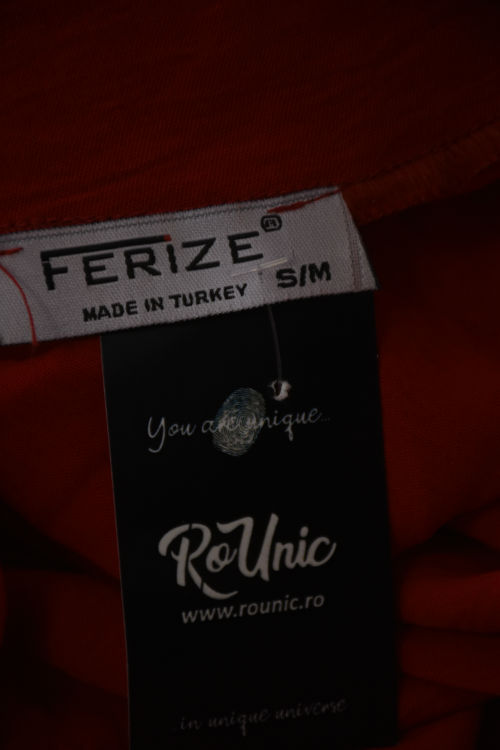 FERIZE®
S/M
MADE IN TURKEY
You are unique...
RoUnic
www.rounic.ro
..in unique universe